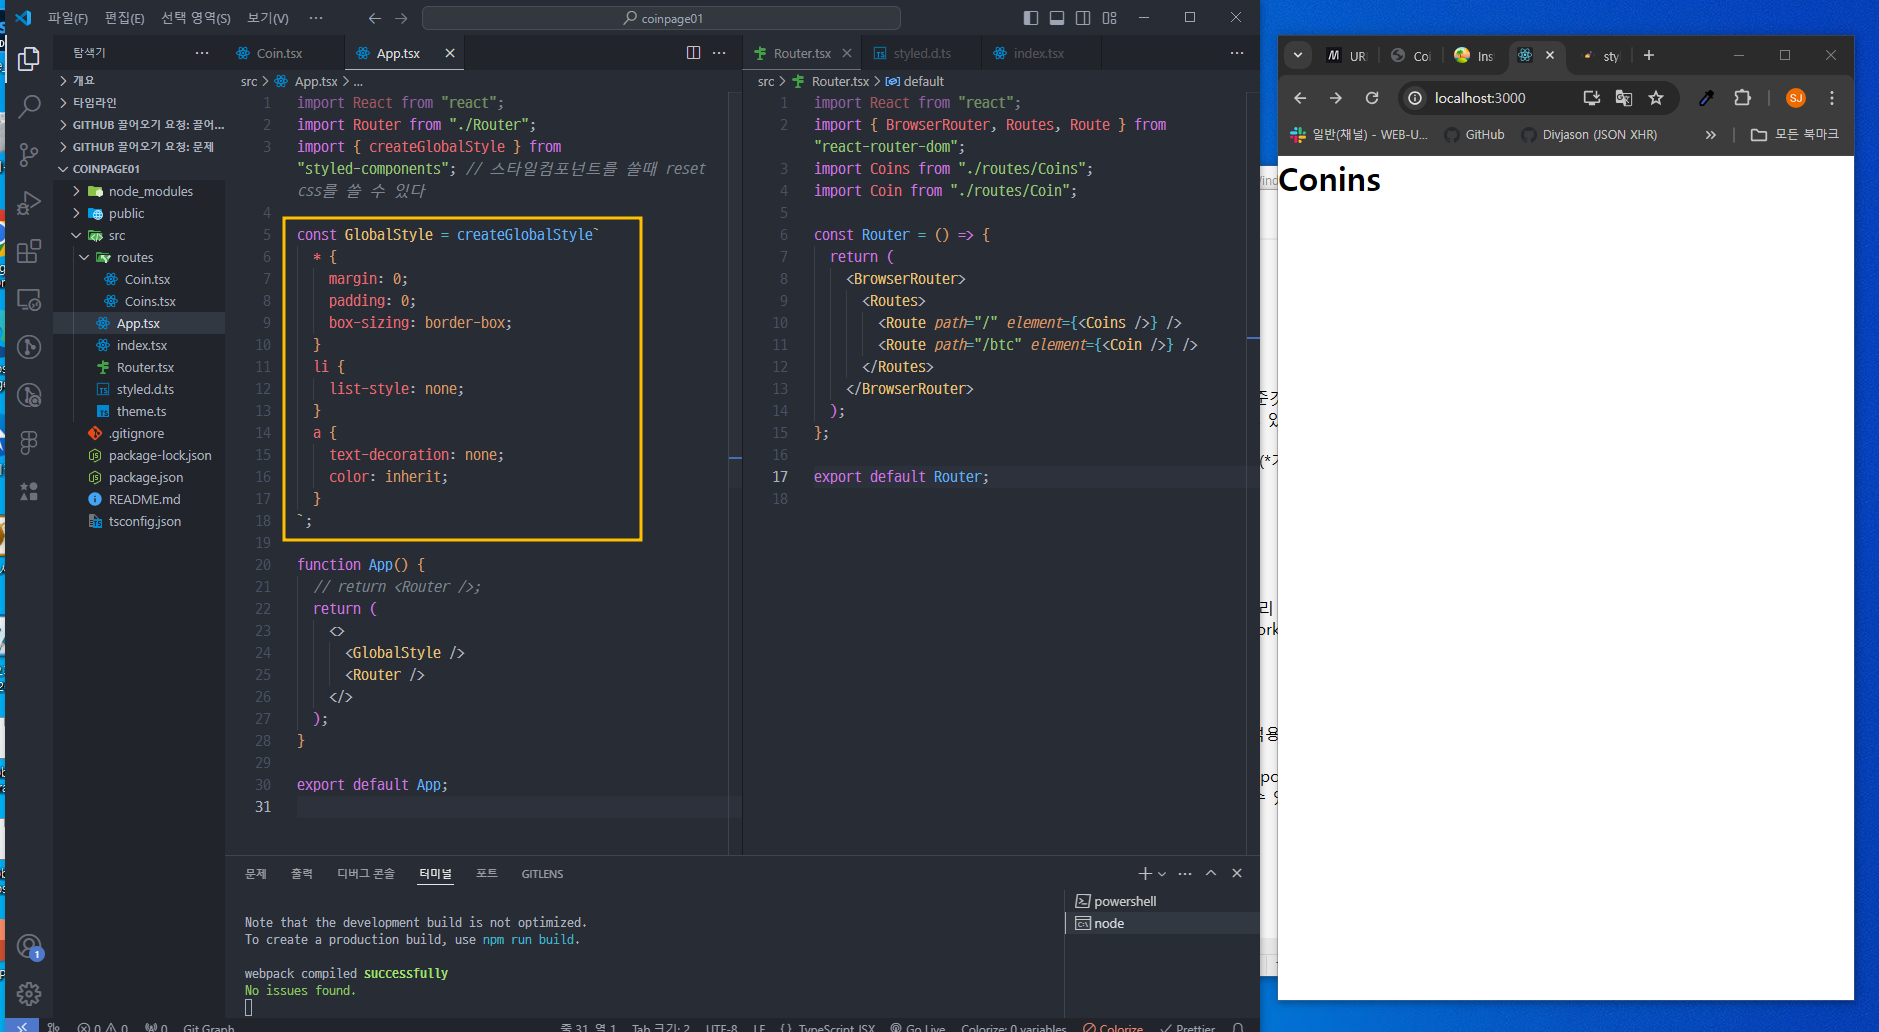 파일(F) 편집(E) 선택 영역(S) 보기(V) ··· coinpage01
탐색기 ···
개요
타임라인
GITHUB 끌어오기 요청: 끌어...
GITHUB 끌어오기 요청: 문제
COINPAGE01
node_modules
public
src
routes
Coin.tsx
Coins.tsx
App.tsx
index.tsx
Router.tsx
styled.d.ts
theme.ts
.gitignore
package-lock.json
package.json
README.md
tsconfig.json
1
Coin.tsx App.tsx
src > App.tsx > ...
1 import React from "react";
2 import Router from "./Router";
3 import { createGlobalStyle } from
"styled-components"; // 스타일컴포넌트를 쓸때 reset
css를 쓸 수 있다
4
5 const GlobalStyle = createGlobalStyle`
6 * {
7 margin: 0;
8 padding: 0;
9 box-sizing: border-box;
10 }
11 li {
12 list-style: none;
13 }
14 a {
15 text-decoration: none;
16 color: inherit;
17 }
18 `;
19
20 function App() {
21 // return <Router />;
22 return (
23 <>
24 <GlobalStyle />
25 <Router />
26 </>
27 );
28 }
29
30 export default App;
31
Router.tsx styled.d.ts index.tsx
src > Router.tsx > default
1 import React from "react";
2 import { BrowserRouter, Routes, Route } from
"react-router-dom";
3 import Coins from "./routes/Coins";
4 import Coin from "./routes/Coin";
5
6 const Router = () => {
7 return (
8 <BrowserRouter>
9 <Routes>
10 <Route path="/" element={<Coins />} />
11 <Route path="/btc" element={<Coin />} />
12 </Routes>
13 </BrowserRouter>
14 );
15 };
16
17 export default Router;
18
문제 출력 디버그 콘솔 터미널 포트 GITLENS
Note that the development build is not optimized.
To create a production build, use npm run build.
webpack compiled successfully
No issues found.
powershell
node
0 0 0 Git Graph 줄 31, 열 1 Tab 크기: 2 UTF-8 LF {} TypeScript JSX Go Live Colorize: 0 variables Colorize Prettier
UR Coi Ins sty
localhost:3000 SJ
일반(채널) - WEB-U... GitHub Divjason (JSON XHR) » 모든 북마크
Conins